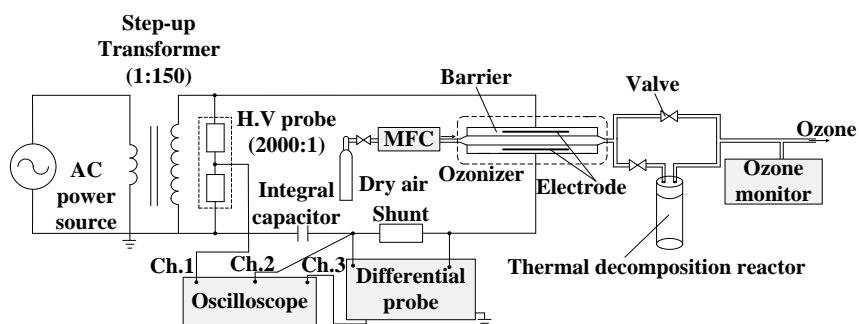 Step-up
Transformer
(1:150)
AC
power
source
H.V probe
(2000:1)
Integral
capacitor
Dry air
MFC
Barrier
Ozonizer
Electrode
Shunt
Valve
Ozone
Ozone
monitor
Thermal decomposition reactor
Ch.1
Ch.2
Ch.3
Oscilloscope
Differential
probe